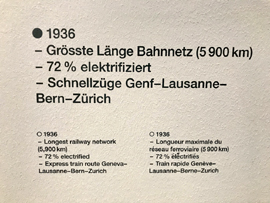 ● 1936
– Grösste Länge Bahnnetz (5 900 km)
– 72 % elektrifiziert
– Schnellzüge Genf–Lausanne–
Bern–Zürich
○ 1936
– Longest railway network
(5,900 km)
– 72 % electrified
– Express train route Geneva–
Lausanne–Bern–Zurich
○ 1936
– Longueur maximale du
réseau ferroviaire (5 900 km)
– 72 % électrifiés
– Train rapide Genève–
Lausanne–Berne–Zurich